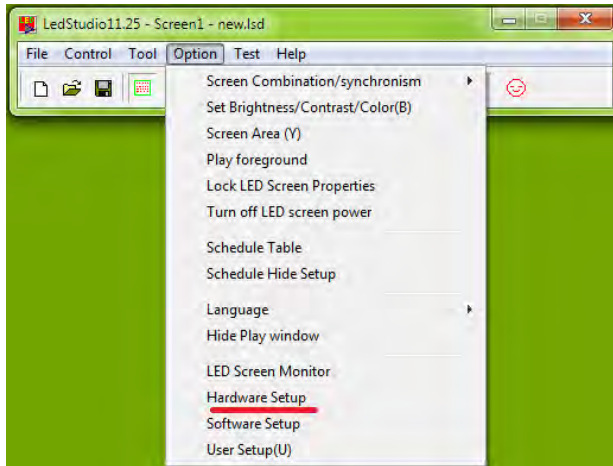 LedStudio11.25 - Screen1 - new.lsd
File Control Tool Option Test Help
Screen Combination/synchronism
Set Brightness/Contrast/Color(B)
Screen Area (Y)
Play foreground
Lock LED Screen Properties
Turn off LED screen power
Schedule Table
Schedule Hide Setup
Language
Hide Play window
LED Screen Monitor
Hardware Setup
Software Setup
User Setup(U)